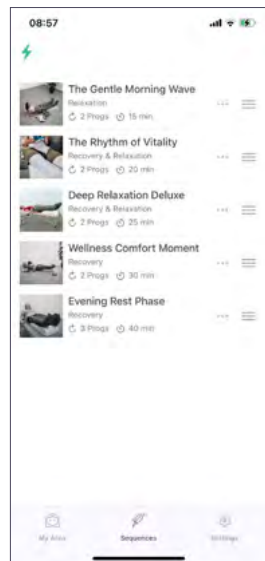 08:57
The Gentle Morning Wave
Relaxation
2 Progs 15 min
The Rhythm of Vitality
Recovery & Relaxation
2 Progs 20 min
Deep Relaxation Deluxe
Recovery & Relaxation
2 Progs 25 min
Wellness Comfort Moment
Recovery
2 Progs 30 min
Evening Rest Phase
Recovery
3 Progs 40 min
My Area Sequences Settings